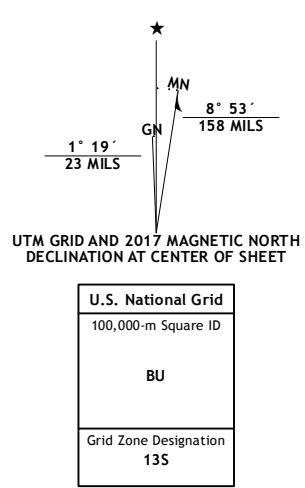 ★
MN
8° 53´
158 MILS
GN
1° 19´
23 MILS
UTM GRID AND 2017 MAGNETIC NORTH
DECLINATION AT CENTER OF SHEET
U.S. National Grid
100,000-m Square ID
BU
Grid Zone Designation
13S